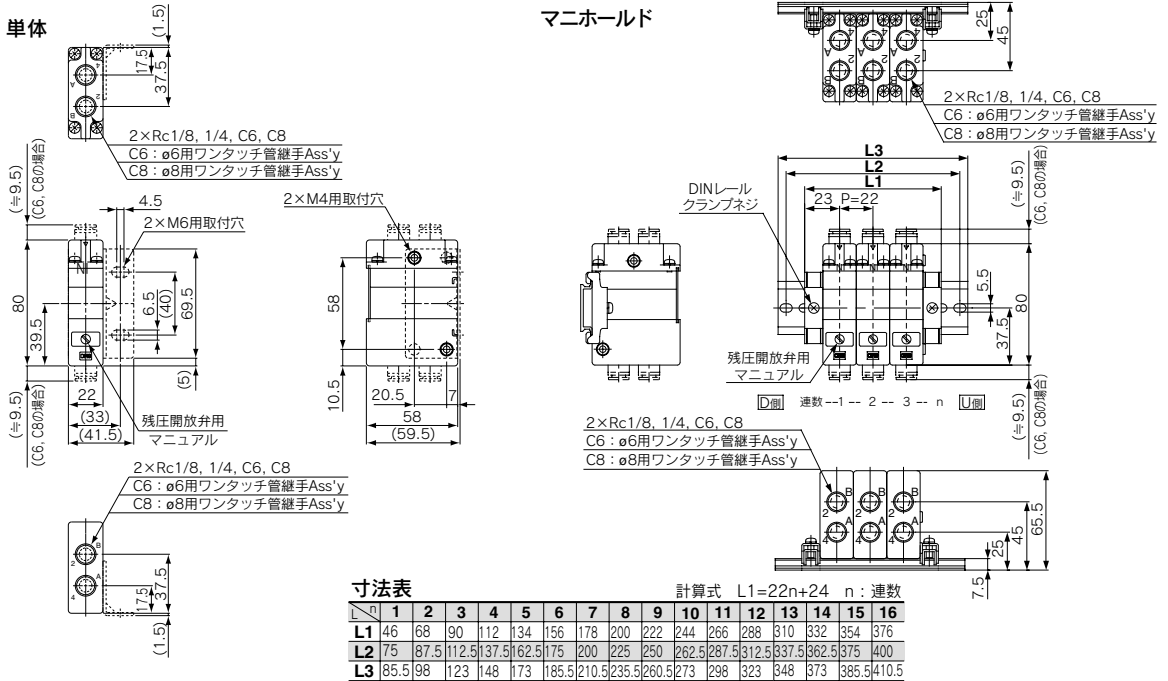 単体
マニホールド
(1.5)
17.5
37.5
4
A
2
B
2×Rc1/8, 1/4, C6, C8
C6：ø6用ワンタッチ管継手Ass'y
C8：ø8用ワンタッチ管継手Ass'y
25
45
4
A
2
B
2×Rc1/8, 1/4, C6, C8
C6：ø6用ワンタッチ管継手Ass'y
C8：ø8用ワンタッチ管継手Ass'y
(≒9.5)
(C6, C8の場合)
4.5
2×M6用取付穴
80
39.5
6.5
(40)
69.5
(5)
22
(33)
(41.5)
(≒9.5)
(C6, C8の場合)
残圧開放弁用
マニュアル
2×M4用取付穴
58
10.5
20.5
7
58
(59.5)
L3
L2
L1
23
P=22
DINレール
クランプネジ
(≒9.5)
(C6, C8の場合)
5.5
80
37.5
残圧開放弁用
マニュアル
(≒9.5)
(C6, C8の場合)
D側 連数--1 -- 2 -- 3 -- n U側
2×Rc1/8, 1/4, C6, C8
C6：ø6用ワンタッチ管継手Ass'y
C8：ø8用ワンタッチ管継手Ass'y
B
2
A
4
B
2
A
4
B
2
A
4
7.5
25
45
65.5
2×Rc1/8, 1/4, C6, C8
C6：ø6用ワンタッチ管継手Ass'y
C8：ø8用ワンタッチ管継手Ass'y
B
2
A
4
17.5
37.5
(1.5)
寸法表
計算式 L1=22n+24 n：連数
L n 1 2 3 4 5 6 7 8 9 10 11 12 13 14 15 16
L1 46 68 90 112 134 156 178 200 222 244 266 288 310 332 354 376
L2 75 87.5 112.5 137.5 162.5 175 200 225 250 262.5 287.5 312.5 337.5 362.5 375 400
L3 85.5 98 123 148 173 185.5 210.5 235.5 260.5 273 298 323 348 373 385.5 410.5